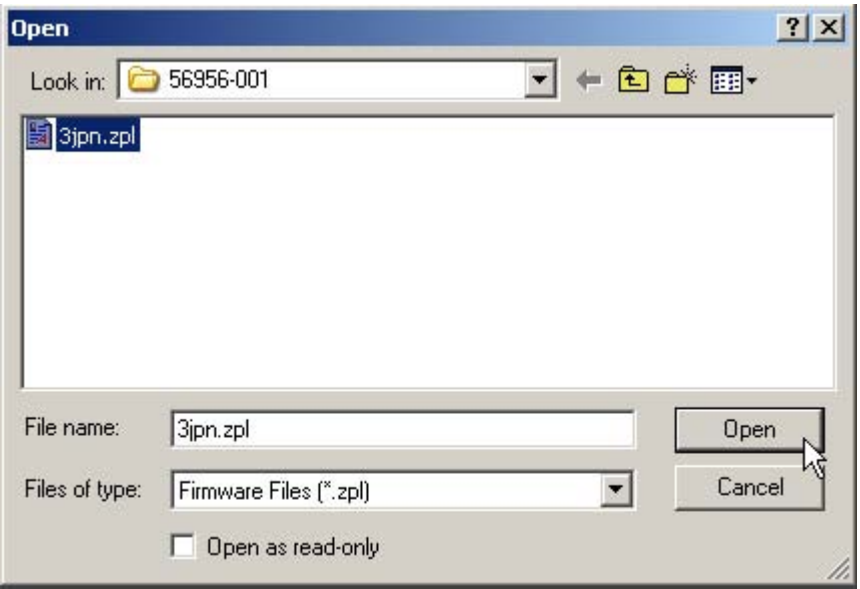 Open
Look in: 56956-001
3jpn.zpl
File name: 3jpn.zpl Open
Files of type: Firmware Files (*.zpl) Cancel
Open as read-only